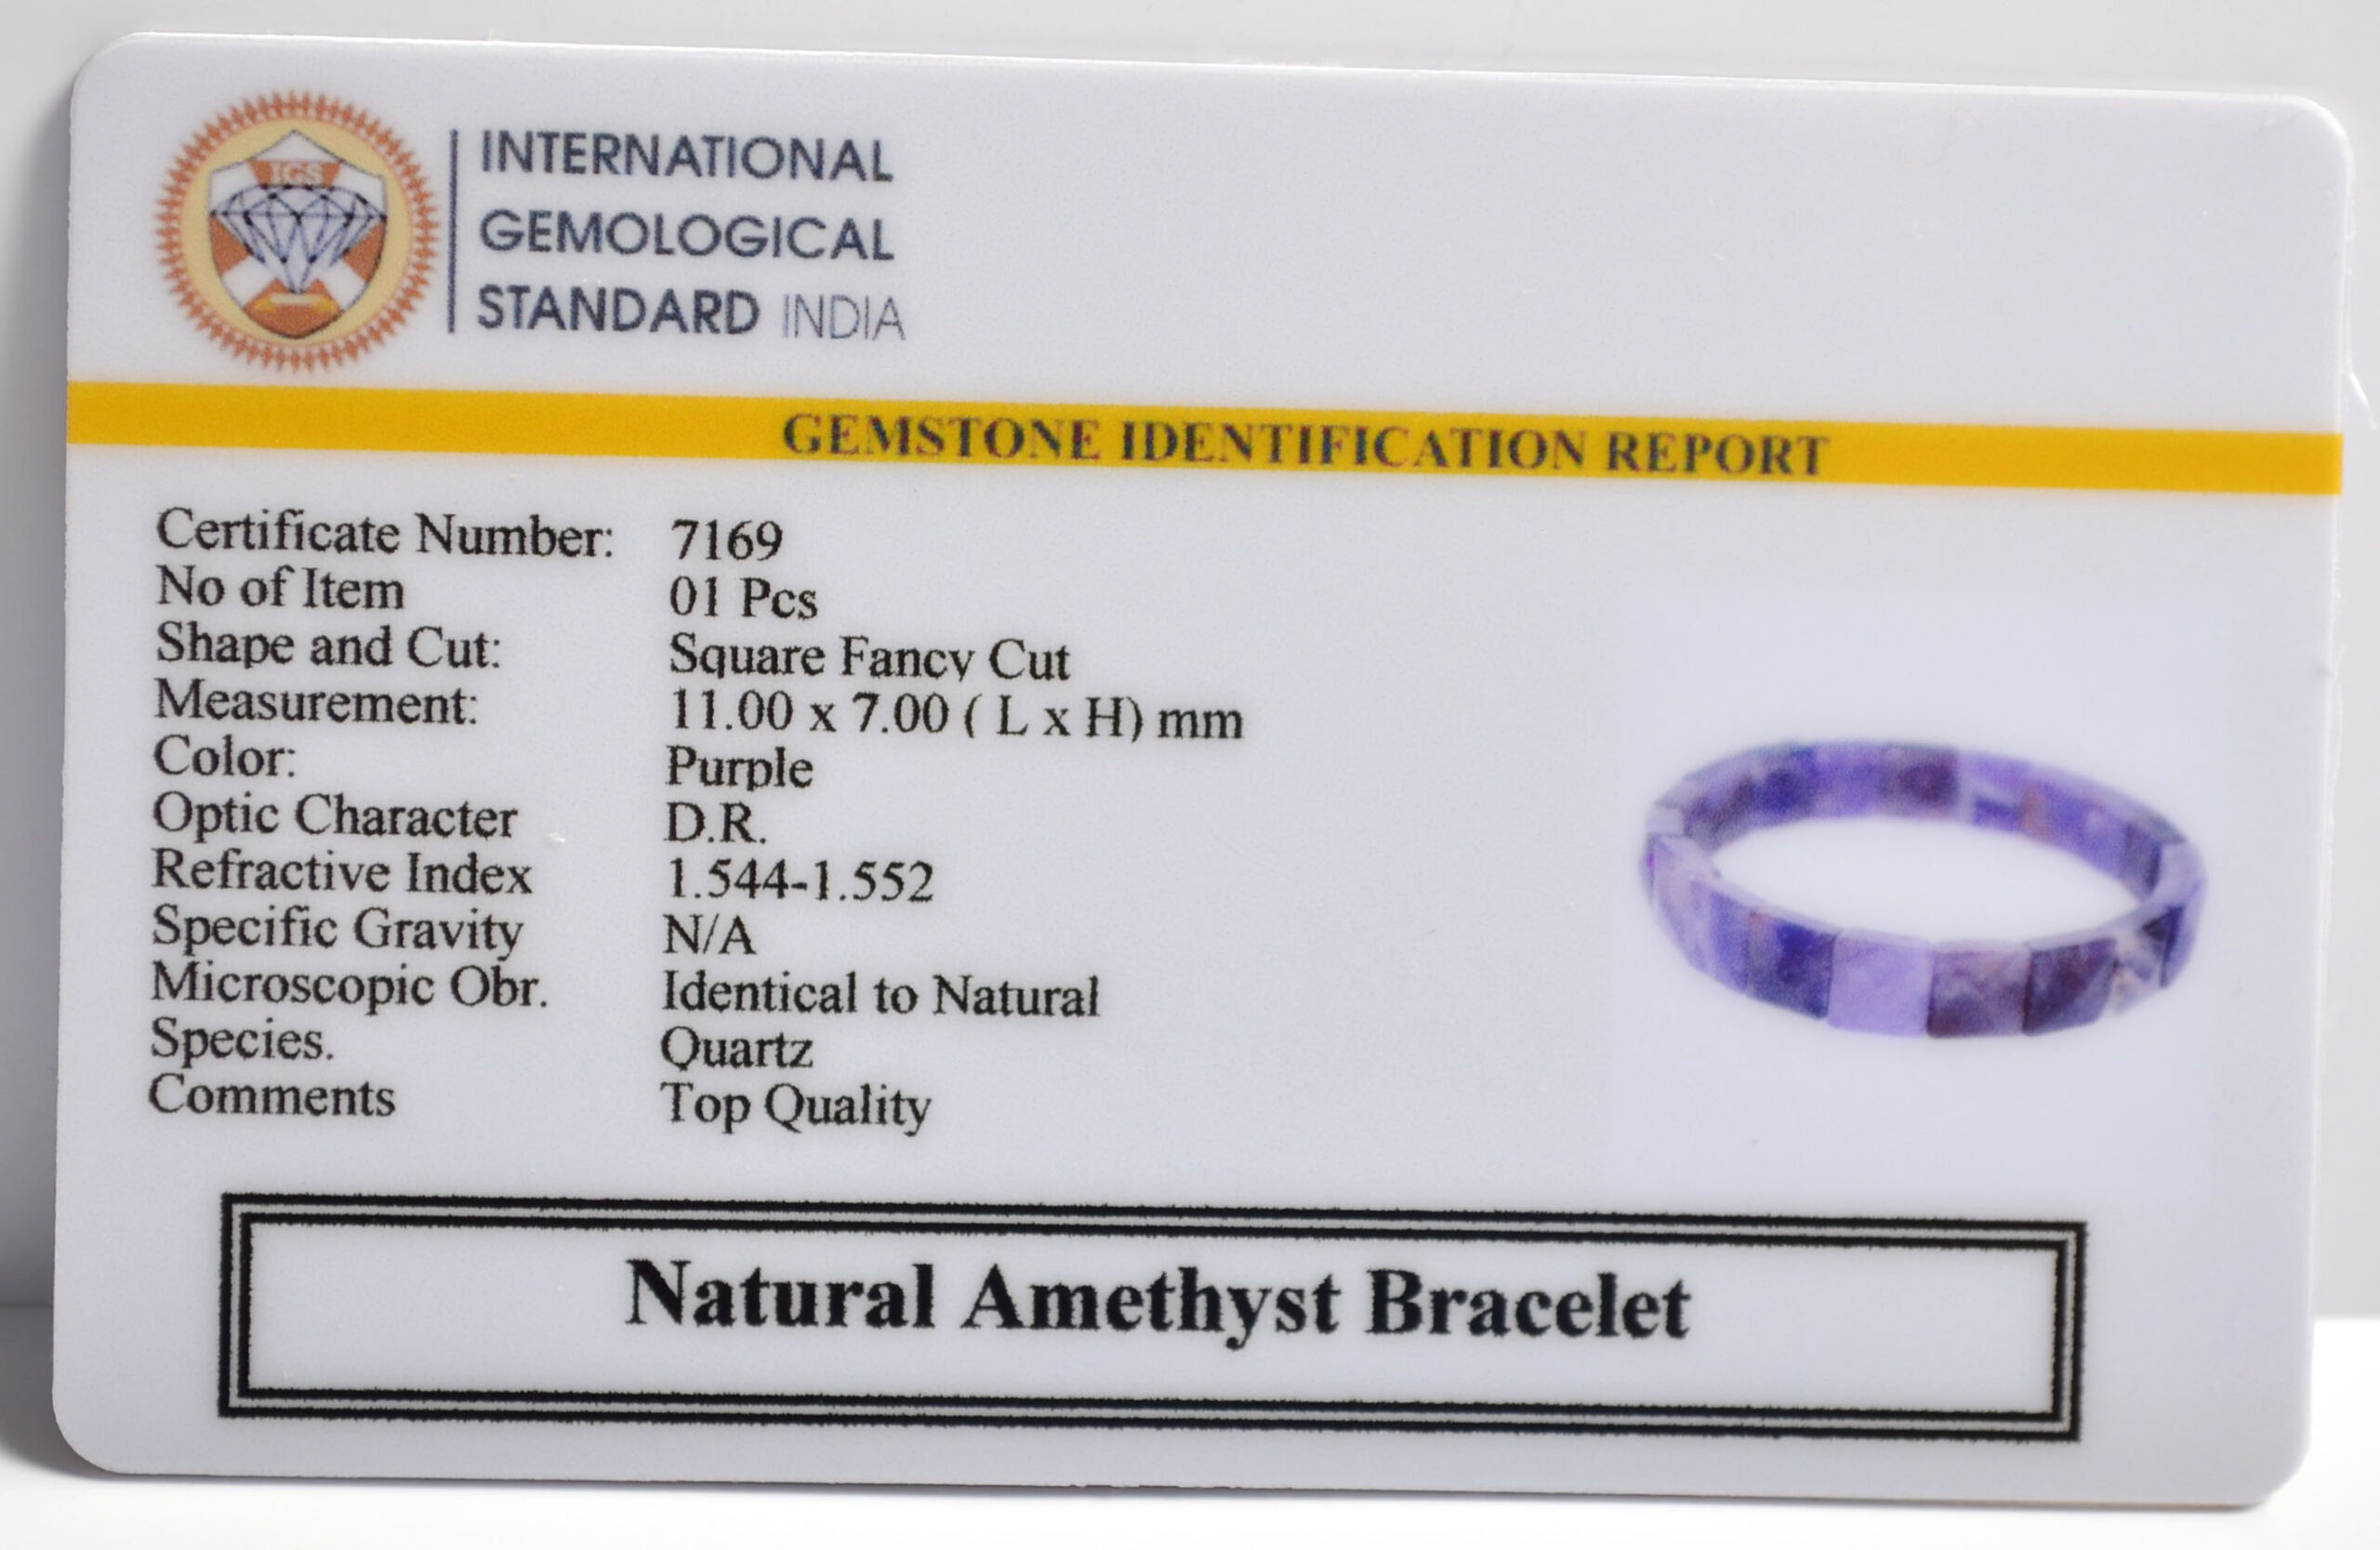 IGS
INTERNATIONAL
GEMOLOGICAL
STANDARD INDIA
GEMSTONE IDENTIFICATION REPORT
Certificate Number: 7169
No of Item 01 Pcs
Shape and Cut: Square Fancy Cut
Measurement: 11.00 x 7.00 ( L x H) mm
Color: Purple
Optic Character D.R.
Refractive Index 1.544-1.552
Specific Gravity N/A
Microscopic Obr. Identical to Natural
Species. Quartz
Comments Top Quality
Natural Amethyst Bracelet